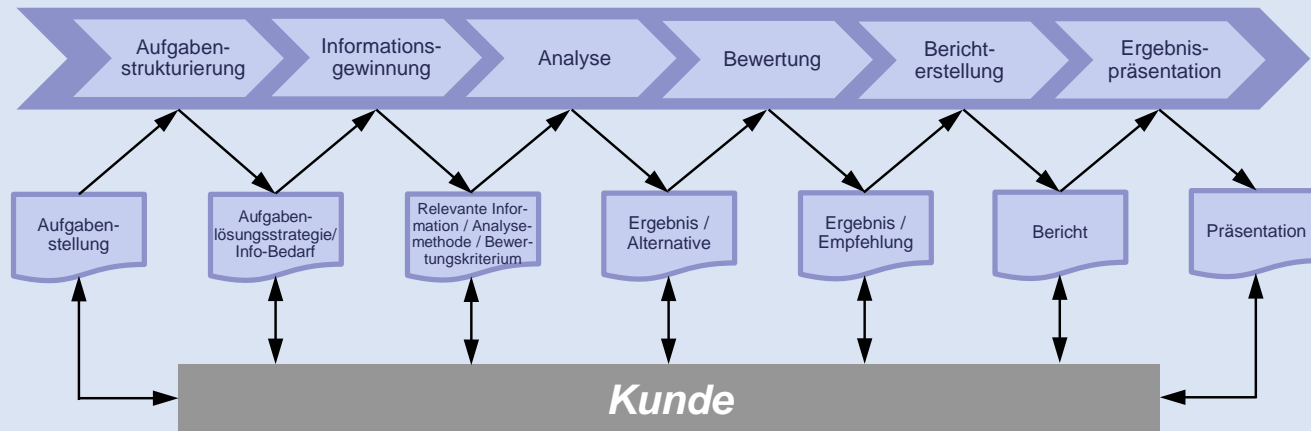 Aufgaben-
strukturierung
Informations-
gewinnung
Analyse
Bewertung
Bericht-
erstellung
Ergebnis-
präsentation
Aufgaben-
stellung
Aufgaben-
lösungsstrategie/
Info-Bedarf
Relevante Infor-
mation / Analyse-
methode / Bewer-
tungskriterium
Ergebnis /
Alternative
Ergebnis /
Empfehlung
Bericht
Präsentation
Kunde